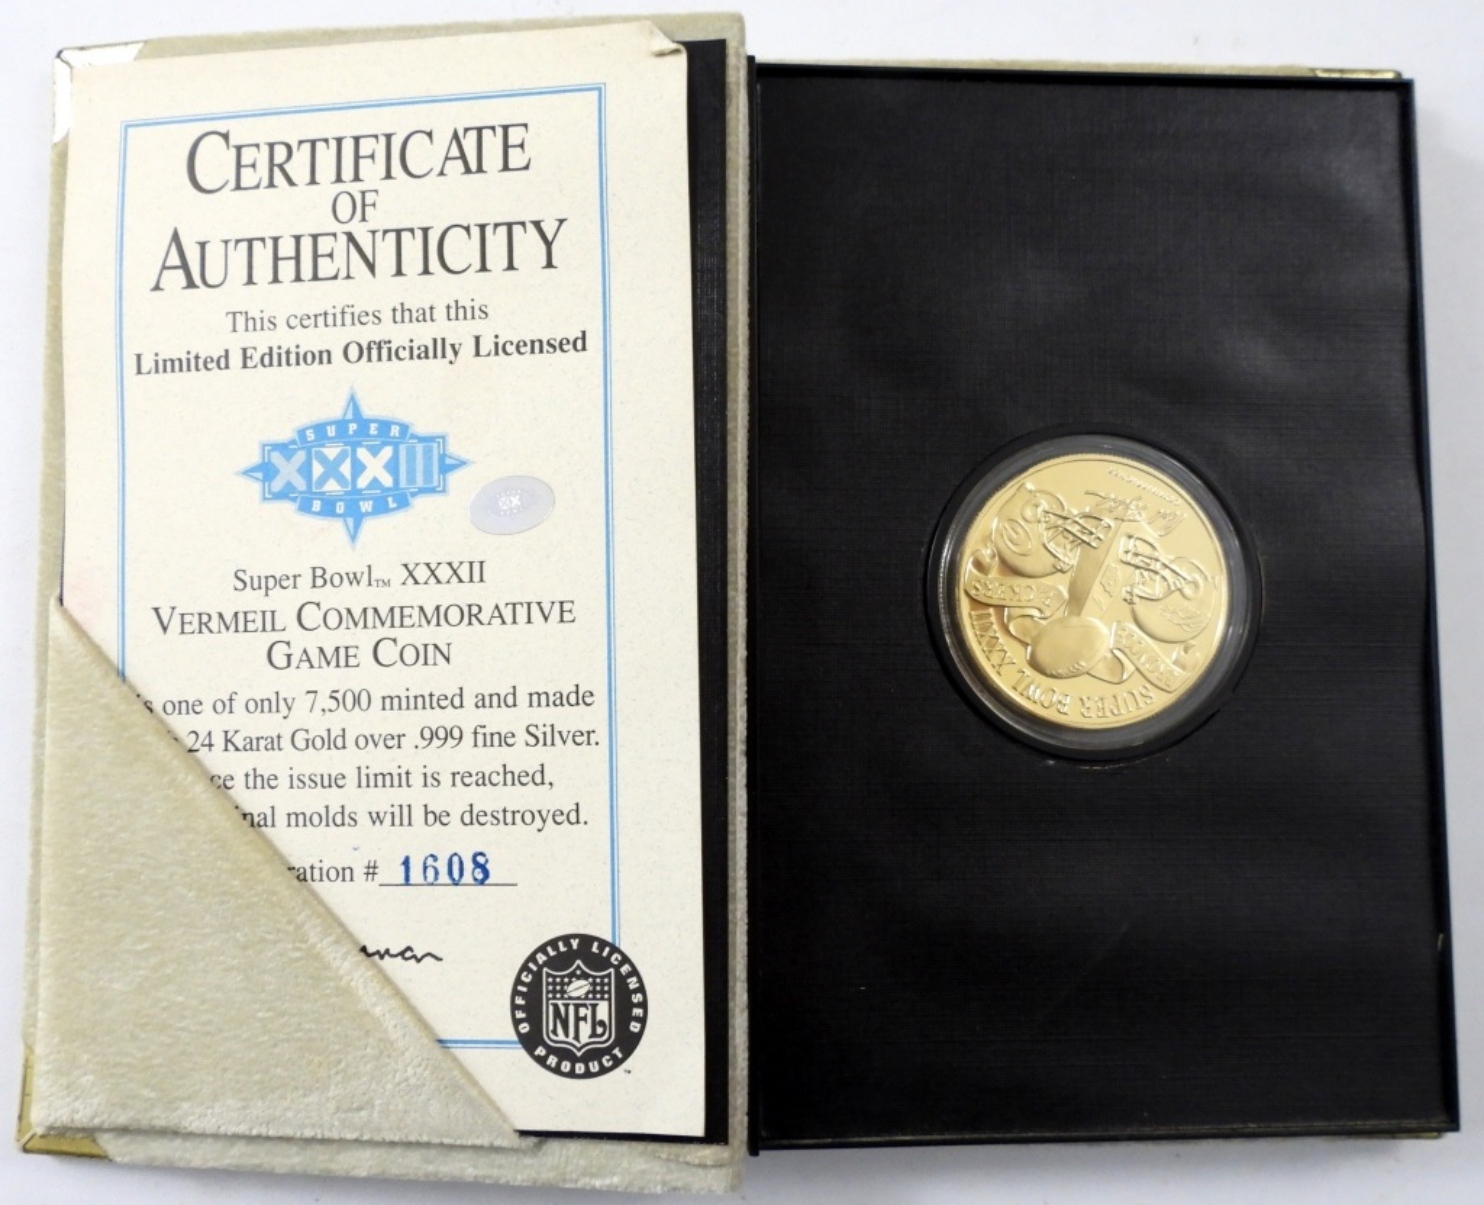 CERTIFICATE
OF
AUTHENTICITY
This certifies that this
Limited Edition Officially Licensed
SUPER
XXXII
BOWL
Super Bowl™ XXXII
VERMEIL COMMEMORATIVE
GAME COIN
one of only 7,500 minted and made
24 Karat Gold over .999 fine Silver.
the issue limit is reached,
molds will be destroyed.
# 1608
OFFICIALLY LICENSED
NFL
PRODUCT
PACKERS
BRONCOS
SUPER BOWL XXXII